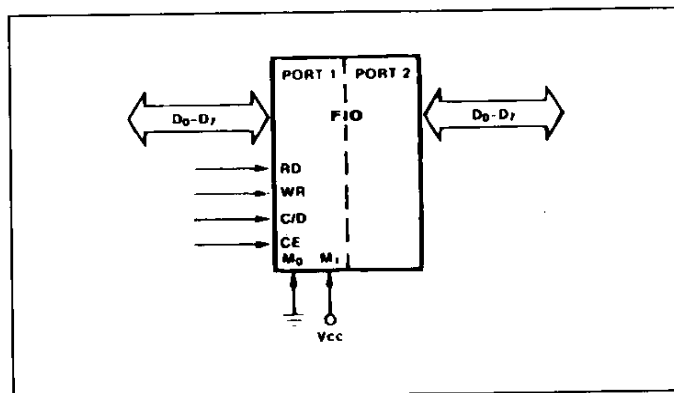 PORT 1 PORT 2
FIO
D0-D7 D0-D7
RD
WR
C/D
CE
M0 M1
Vcc